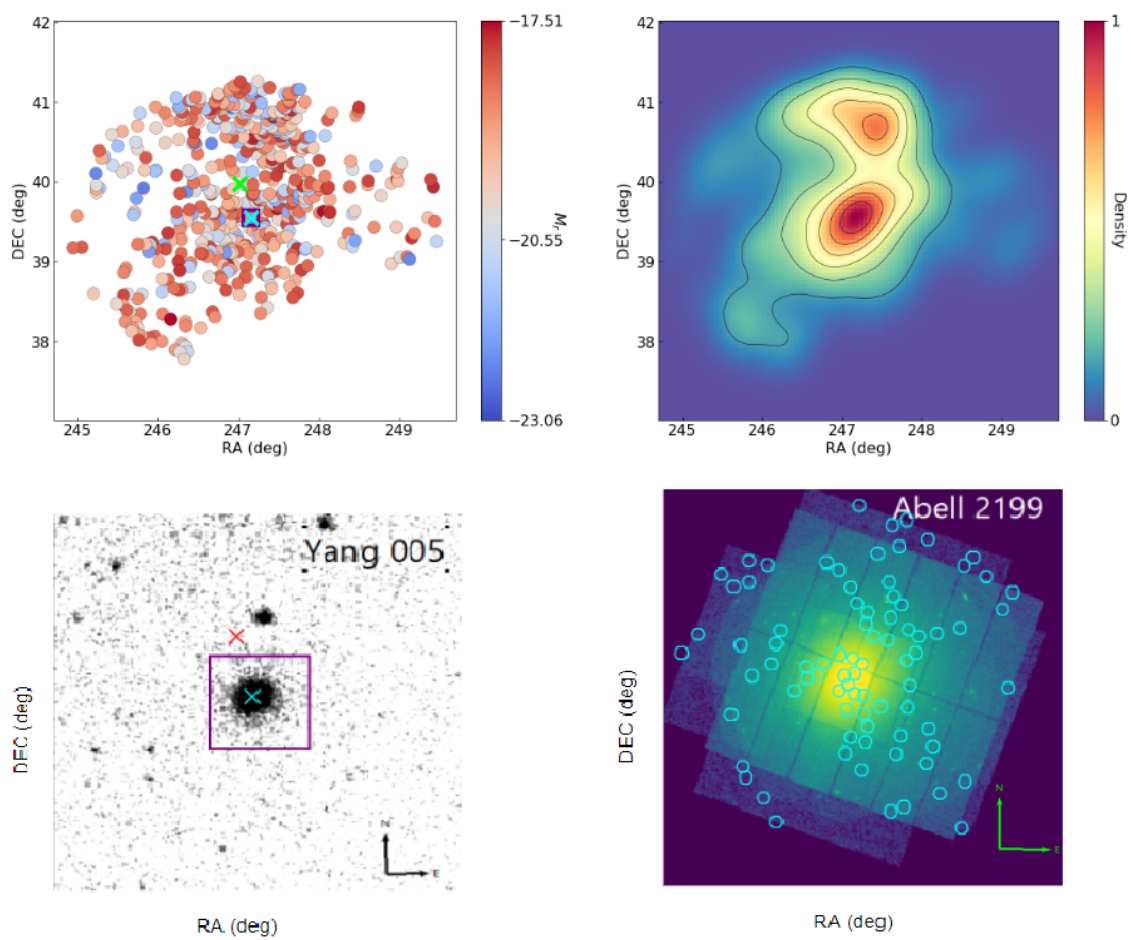 42
41
40
39
38
DEC (deg)
245 246 247 248 249
RA (deg)
−17.51
−20.55
−23.06
M_r
42
41
40
39
38
DEC (deg)
245 246 247 248 249
RA (deg)
1
0
Density
Yang 005
N
E
DEC (deg)
RA (deg)
Abell 2199
N
E
DEC (deg)
RA (deg)